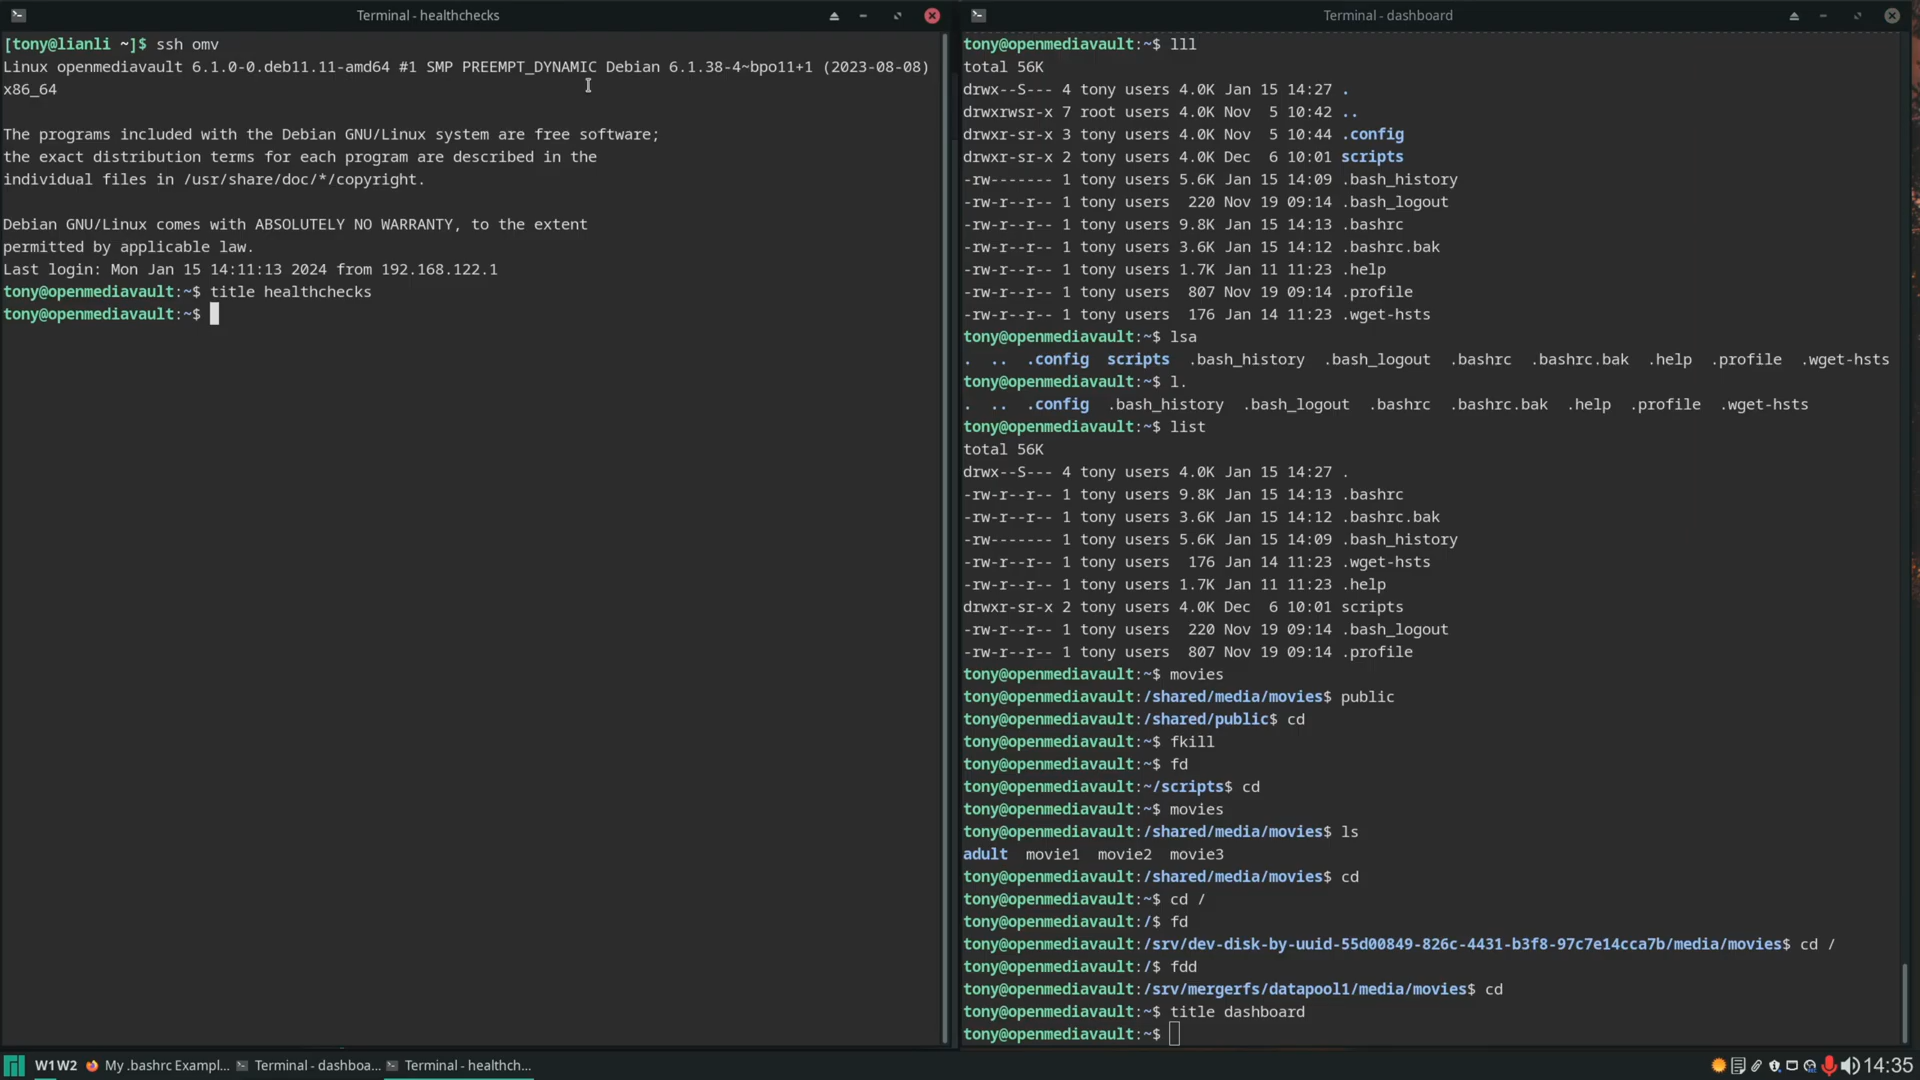 Terminal - healthchecks
[tony@lianli ~]$ ssh omv
Linux openmediavault 6.1.0-0.deb11.11-amd64 #1 SMP PREEMPT_DYNAMIC Debian 6.1.38-4~bpo11+1 (2023-08-08)
x86_64
The programs included with the Debian GNU/Linux system are free software;
the exact distribution terms for each program are described in the
individual files in /usr/share/doc/*/copyright.
Debian GNU/Linux comes with ABSOLUTELY NO WARRANTY, to the extent
permitted by applicable law.
Last login: Mon Jan 15 14:11:13 2024 from 192.168.122.1
tony@openmediavault:~$ title healthchecks
tony@openmediavault:~$
Terminal - dashboard
tony@openmediavault:~$ lll
total 56K
drwx--S--- 4 tony users 4.0K Jan 15 14:27 .
drwxrwsr-x 7 root users 4.0K Nov  5 10:42 ..
drwxr-sr-x 3 tony users 4.0K Nov  5 10:44 .config
drwxr-sr-x 2 tony users 4.0K Dec  6 10:01 scripts
-rw------- 1 tony users 5.6K Jan 15 14:09 .bash_history
-rw-r--r-- 1 tony users  220 Nov 19 09:14 .bash_logout
-rw-r--r-- 1 tony users 9.8K Jan 15 14:13 .bashrc
-rw-r--r-- 1 tony users 3.6K Jan 15 14:12 .bashrc.bak
-rw-r--r-- 1 tony users 1.7K Jan 11 11:23 .help
-rw-r--r-- 1 tony users  807 Nov 19 09:14 .profile
-rw-r--r-- 1 tony users  176 Jan 14 11:23 .wget-hsts
tony@openmediavault:~$ lsa
.  ..  .config  scripts  .bash_history  .bash_logout  .bashrc  .bashrc.bak  .help  .profile  .wget-hsts
tony@openmediavault:~$ l.
.  ..  .config  .bash_history  .bash_logout  .bashrc  .bashrc.bak  .help  .profile  .wget-hsts
tony@openmediavault:~$ list
total 56K
drwx--S--- 4 tony users 4.0K Jan 15 14:27 .
-rw-r--r-- 1 tony users 9.8K Jan 15 14:13 .bashrc
-rw-r--r-- 1 tony users 3.6K Jan 15 14:12 .bashrc.bak
-rw------- 1 tony users 5.6K Jan 15 14:09 .bash_history
-rw-r--r-- 1 tony users  176 Jan 14 11:23 .wget-hsts
-rw-r--r-- 1 tony users 1.7K Jan 11 11:23 .help
drwxr-sr-x 2 tony users 4.0K Dec  6 10:01 scripts
-rw-r--r-- 1 tony users  220 Nov 19 09:14 .bash_logout
-rw-r--r-- 1 tony users  807 Nov 19 09:14 .profile
tony@openmediavault:~$ movies
tony@openmediavault:/shared/media/movies$ public
tony@openmediavault:/shared/public$ cd
tony@openmediavault:~$ fkill
tony@openmediavault:~$ fd
tony@openmediavault:~/scripts$ cd
tony@openmediavault:~$ movies
tony@openmediavault:/shared/media/movies$ ls
adult  movie1  movie2  movie3
tony@openmediavault:/shared/media/movies$ cd
tony@openmediavault:~$ cd /
tony@openmediavault:/$ fd
tony@openmediavault:/srv/dev-disk-by-uuid-55d00849-826c-4431-b3f8-97c7e14cca7b/media/movies$ cd /
tony@openmediavault:/$ fdd
tony@openmediavault:/srv/mergerfs/datapool1/media/movies$ cd
tony@openmediavault:~$ title dashboard
tony@openmediavault:~$
W1W2 My .bashrc Exampl... Terminal - dashboa... Terminal - healthch... 14:35